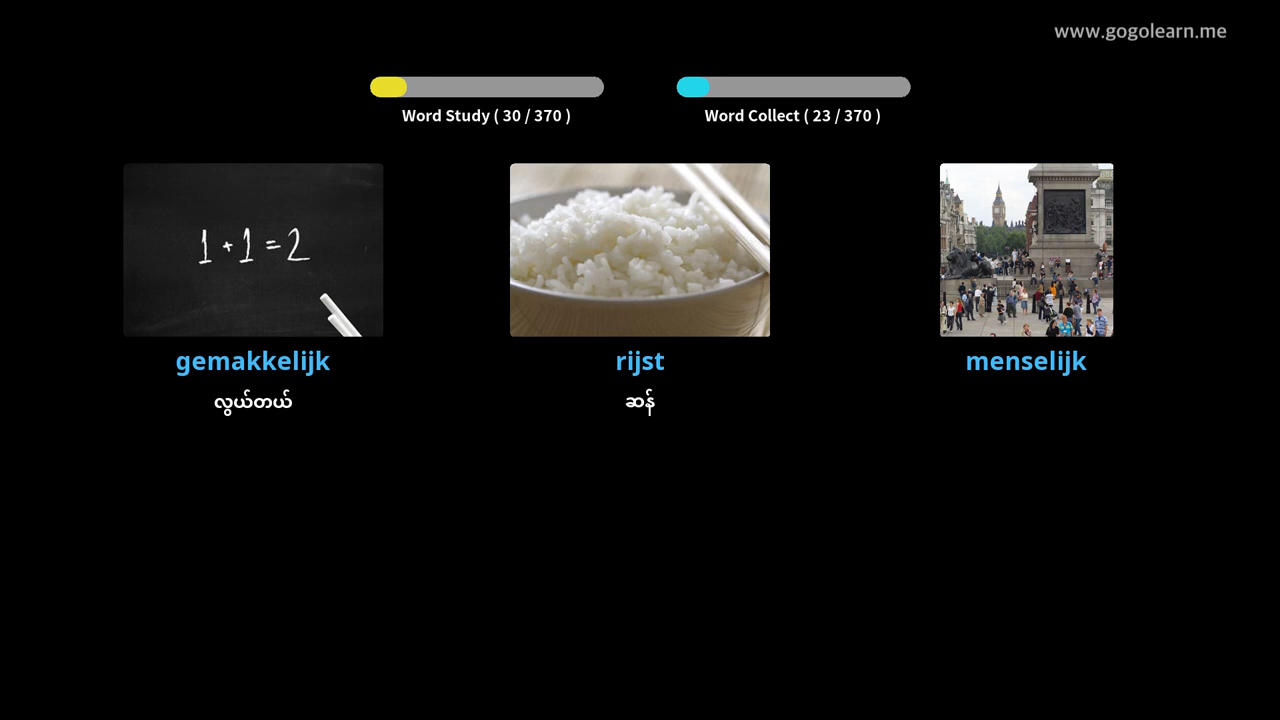 www.gogolearn.me
Word Study ( 30 / 370 )
Word Collect ( 23 / 370 )
1 + 1 = 2
gemakkelijk
rijst
menselijk
လွယ်တယ်
ဆန်